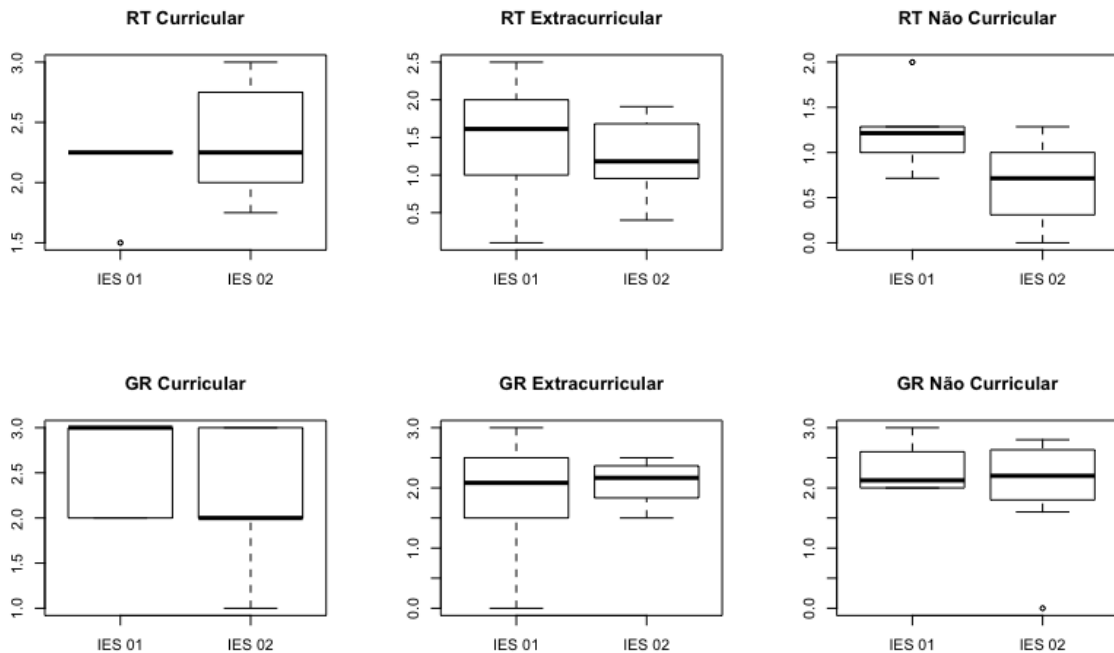 RT Curricular
3.0
2.5
2.0
1.5
IES 01 IES 02
RT Extracurricular
2.5
2.0
1.5
1.0
0.5
IES 01 IES 02
RT Não Curricular
2.0
1.5
1.0
0.5
0.0
IES 01 IES 02
GR Curricular
3.0
2.5
2.0
1.5
1.0
IES 01 IES 02
GR Extracurricular
3.0
2.0
1.0
0.0
IES 01 IES 02
GR Não Curricular
3.0
2.0
1.0
0.0
IES 01 IES 02